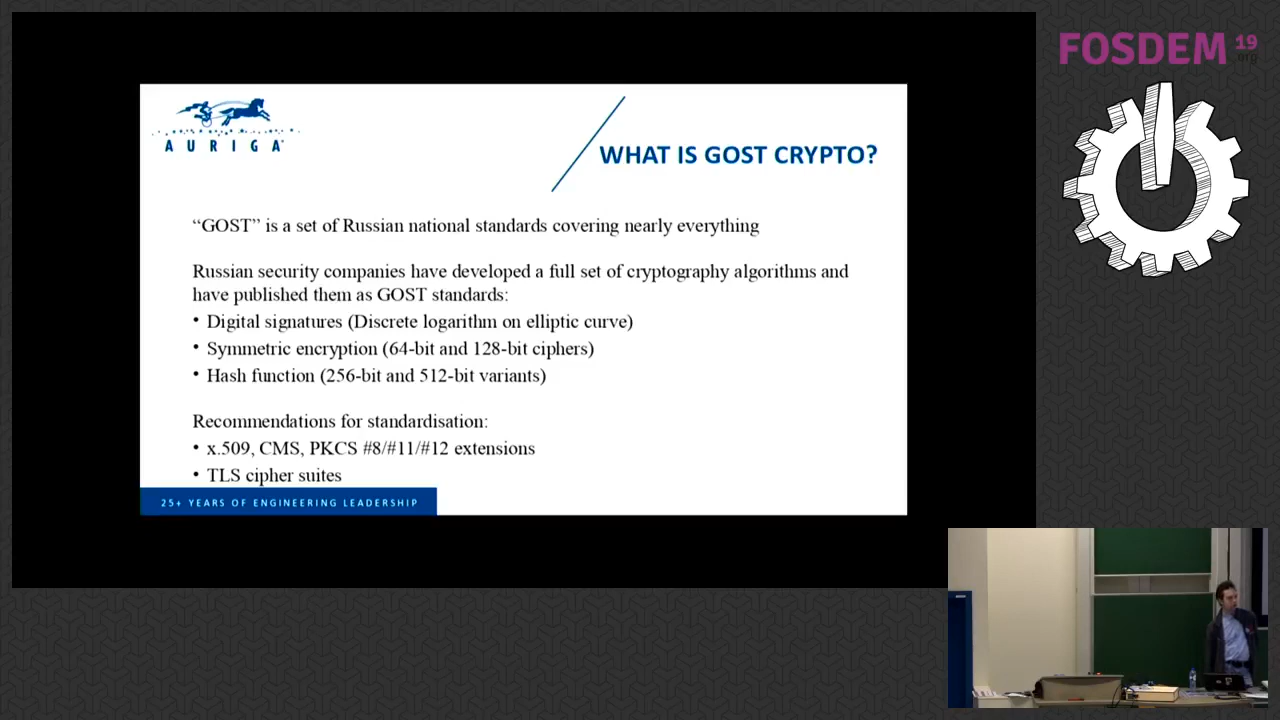 FOSDEM 19
.org
AURIGA
WHAT IS GOST CRYPTO?
“GOST” is a set of Russian national standards covering nearly everything
Russian security companies have developed a full set of cryptography algorithms and
have published them as GOST standards:
• Digital signatures (Discrete logarithm on elliptic curve)
• Symmetric encryption (64-bit and 128-bit ciphers)
• Hash function (256-bit and 512-bit variants)
Recommendations for standardisation:
• x.509, CMS, PKCS #8/#11/#12 extensions
• TLS cipher suites
25+ YEARS OF ENGINEERING LEADERSHIP